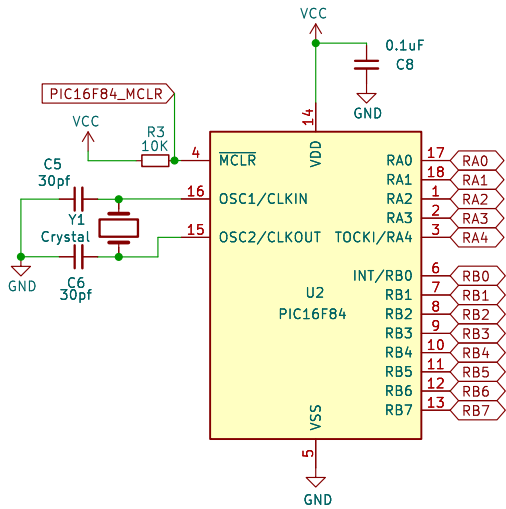 VCC
0.1uF
C8
GND
PIC16F84_MCLR
VCC
R3
10K
14
VDD
4
MCLR
C5
30pf
16
OSC1/CLKIN
Y1
Crystal
15
OSC2/CLKOUT
GND
C6
30pf
RA0
17
RA0
RA1
18
RA1
RA2
1
RA2
RA3
2
RA3
TOCKI/RA4
3
RA4
INT/RB0
6
RB0
U2
RB1
7
RB1
PIC16F84
RB2
8
RB2
RB3
9
RB3
RB4
10
RB4
RB5
11
RB5
RB6
12
RB6
RB7
13
RB7
VSS
5
GND